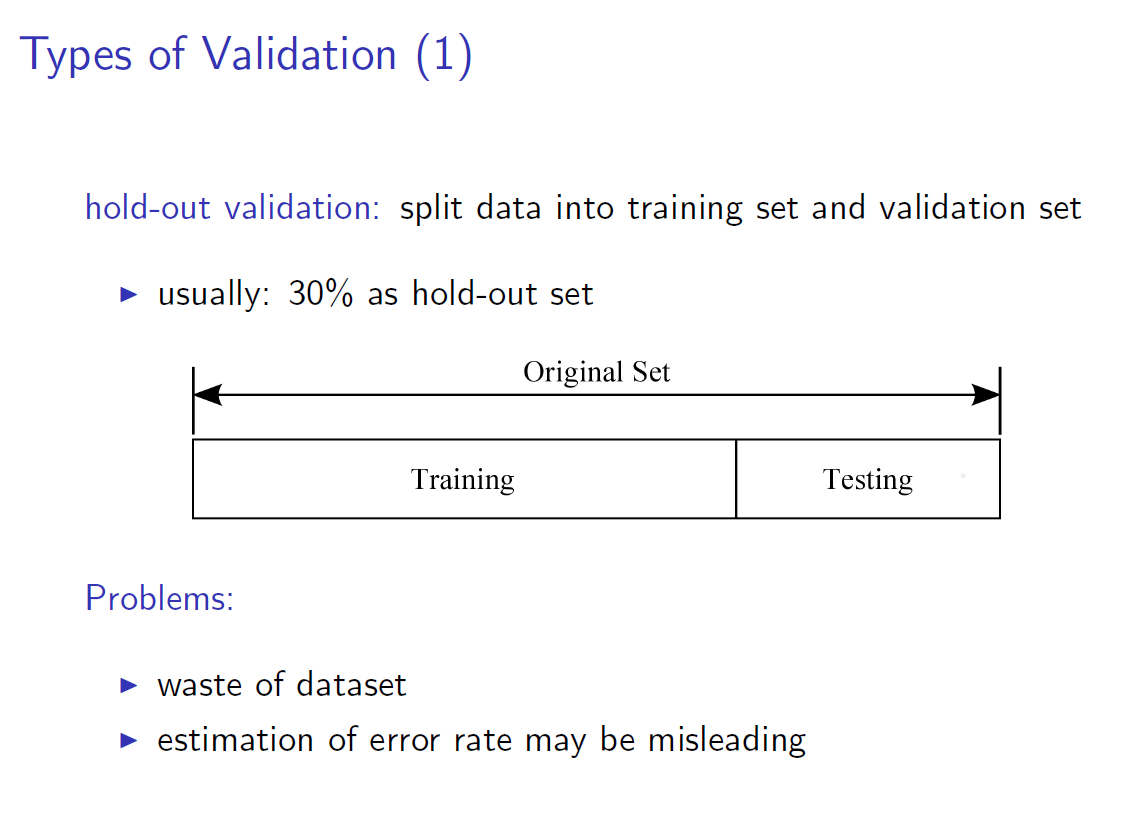 Types of Validation (1)
hold-out validation: split data into training set and validation set
usually: 30% as hold-out set
Original Set
Training
Testing
Problems:
waste of dataset
estimation of error rate may be misleading